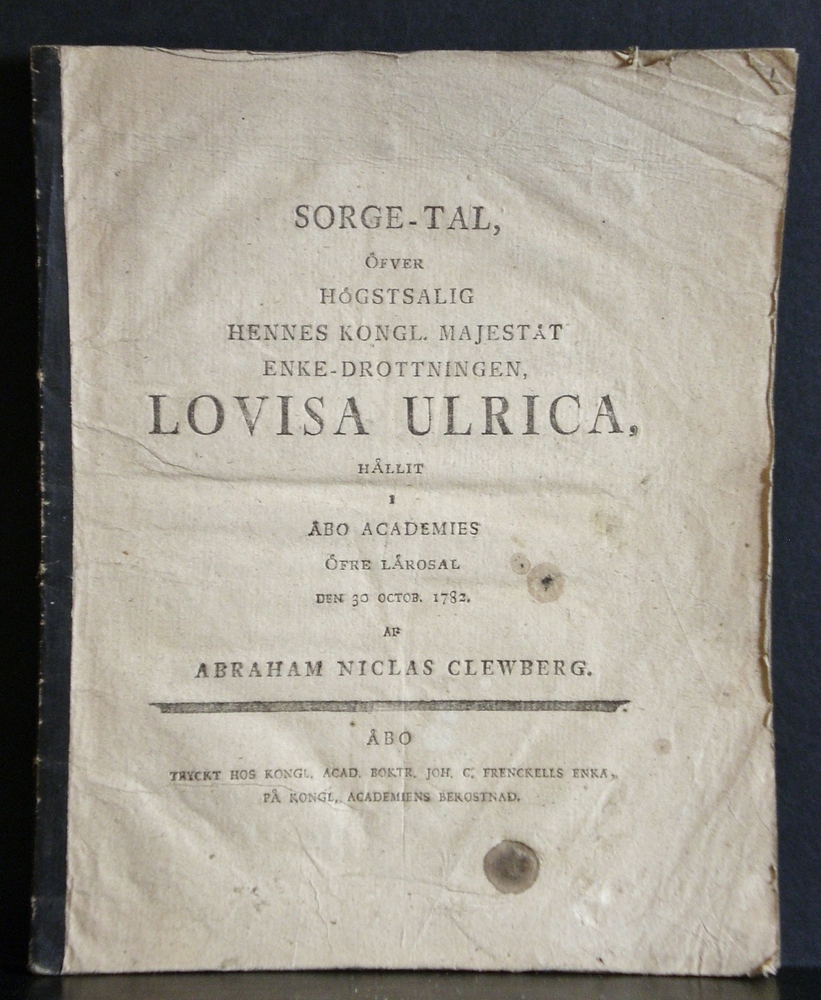 SORGE-TAL,
ÖFVER
HÖGSTSALIG
HENNES KONGL. MAJESTÄT
ENKE-DROTTNINGEN,
LOVISA ULRICA,
HÅLLIT
I
ÅBO ACADEMIES
ÖFRE LÄROSAL
DEN 30 OCTOB. 1782.
AF
ABRAHAM NICLAS CLEWBERG.
ÅBO
TRYCKT HOS KONGL. ACAD. BOKTR. JOH. C. FRENCKELLS ENKA,
PÅ KONGL. ACADEMIENS BEKOSTNAD.